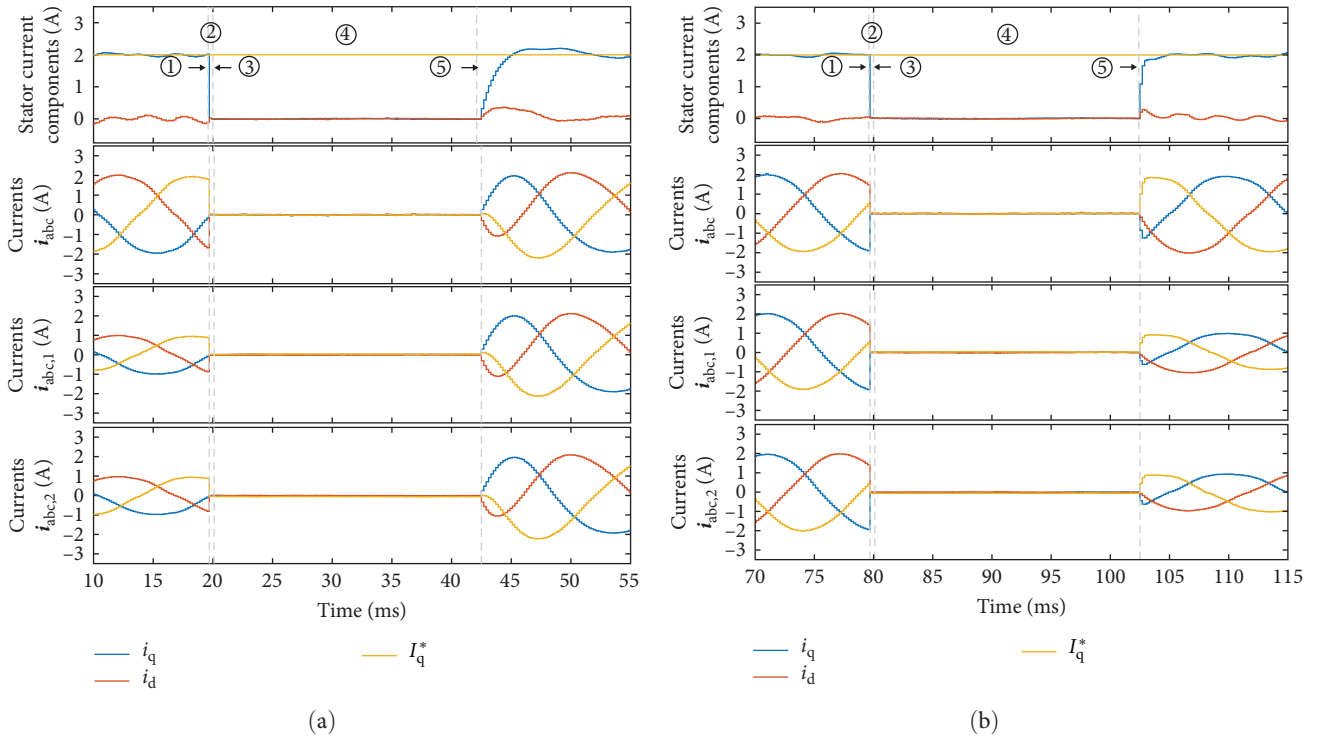 Stator current
components (A)
3
2
1
0
① ② ③ ④ ⑤
Currents
i_abc (A)
3
2
1
0
−1
−2
−3
Currents
i_abc,1 (A)
3
2
1
0
−1
−2
−3
Currents
i_abc,2 (A)
3
2
1
0
−1
−2
−3
10 15 20 25 30 35 40 45 50 55
Time (ms)
i_q
i_d
I_q^*
(a)
Stator current
components (A)
3
2
1
0
① ② ③ ④ ⑤
Currents
i_abc (A)
3
2
1
0
−1
−2
−3
Currents
i_abc,1 (A)
3
2
1
0
−1
−2
−3
Currents
i_abc,2 (A)
3
2
1
0
−1
−2
−3
70 75 80 85 90 95 100 105 110 115
Time (ms)
i_q
i_d
I_q^*
(b)